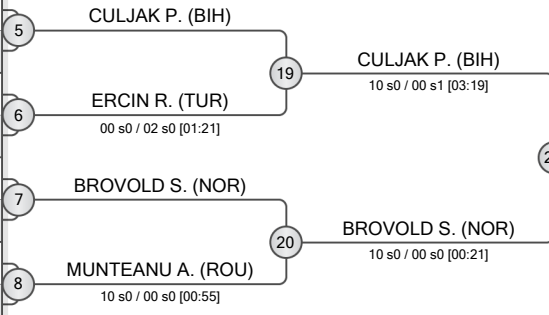 CULJAK P. (BIH)
5
19
CULJAK P. (BIH)
10 s0 / 00 s1 [03:19]
ERCIN R. (TUR)
6
00 s0 / 02 s0 [01:21]
BROVOLD S. (NOR)
7
20
BROVOLD S. (NOR)
10 s0 / 00 s0 [00:21]
MUNTEANU A. (ROU)
8
10 s0 / 00 s0 [00:55]